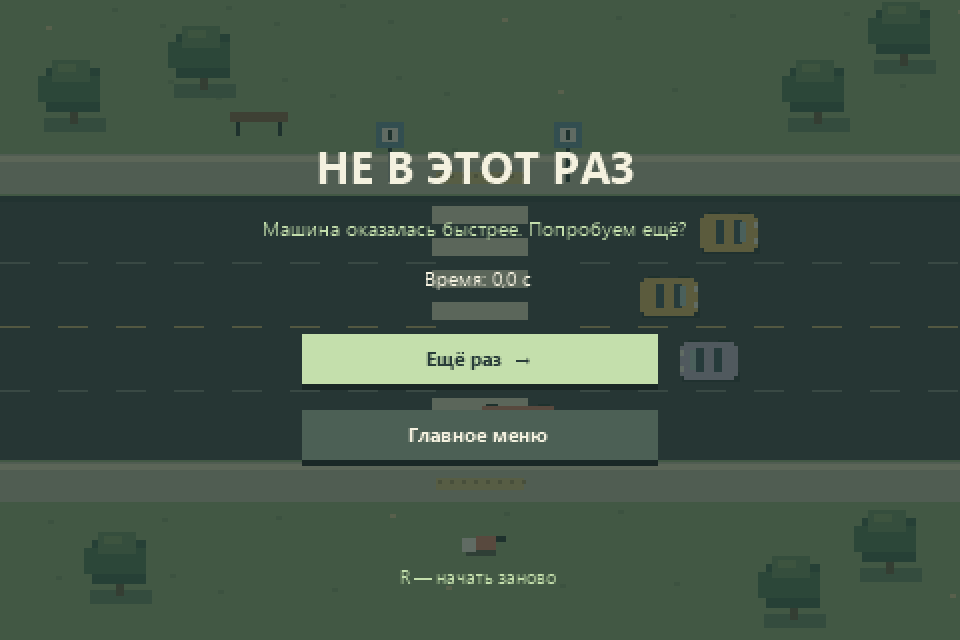 НЕ В ЭТОТ РАЗ
Машина оказалась быстрее. Попробуем ещё?
Время: 0,0 с
Ещё раз →
Главное меню
R — начать заново